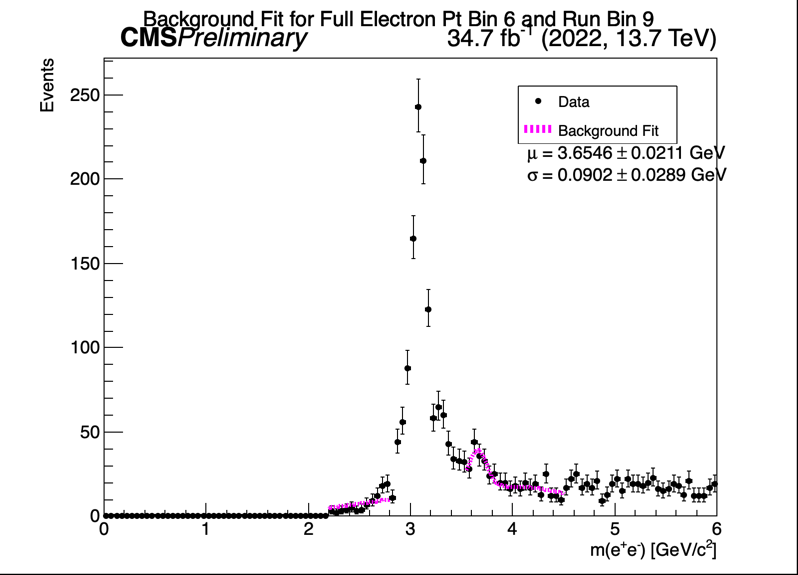 Background Fit for Full Electron Pt Bin 6 and Run Bin 9
CMS Preliminary 34.7 fb⁻¹ (2022, 13.7 TeV)
Events
250
200
150
100
50
0
Data
Background Fit
μ = 3.6546 ± 0.0211 GeV
σ = 0.0902 ± 0.0289 GeV
0 1 2 3 4 5 6
m(e⁺e⁻) [GeV/c²]